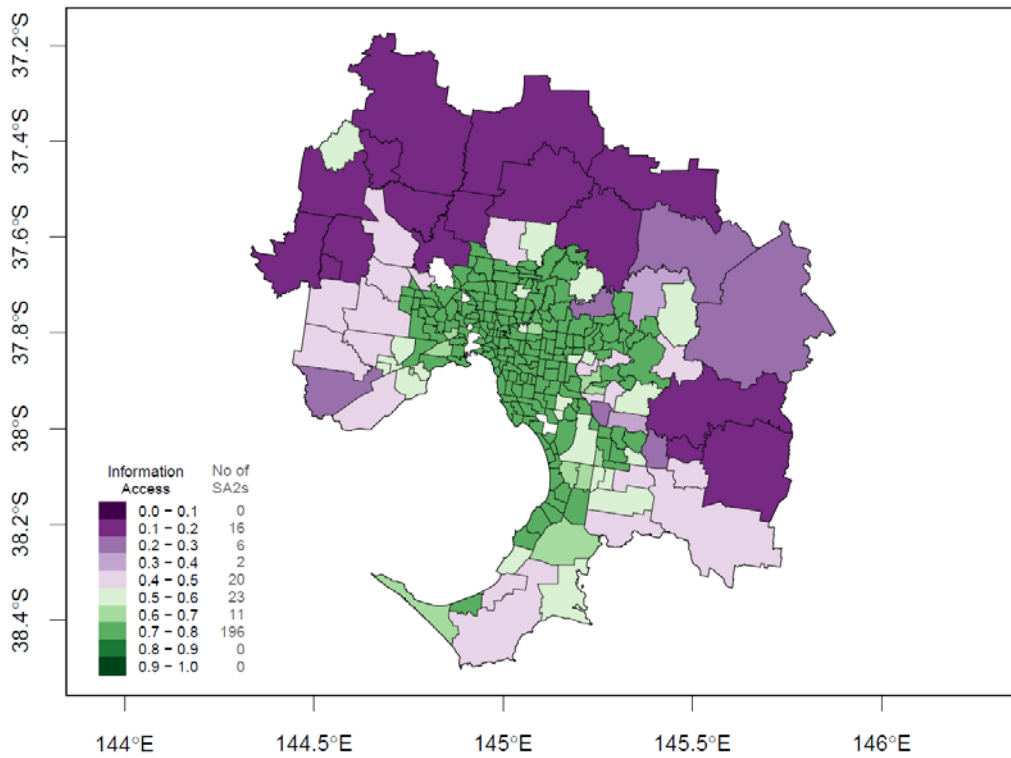 37.2°S
37.4°S
37.6°S
37.8°S
38°S
38.2°S
38.4°S
Information Access No of SA2s
0.0 − 0.1 0
0.1 − 0.2 16
0.2 − 0.3 6
0.3 − 0.4 2
0.4 − 0.5 20
0.5 − 0.6 23
0.6 − 0.7 11
0.7 − 0.8 196
0.8 − 0.9 0
0.9 − 1.0 0
144°E 144.5°E 145°E 145.5°E 146°E